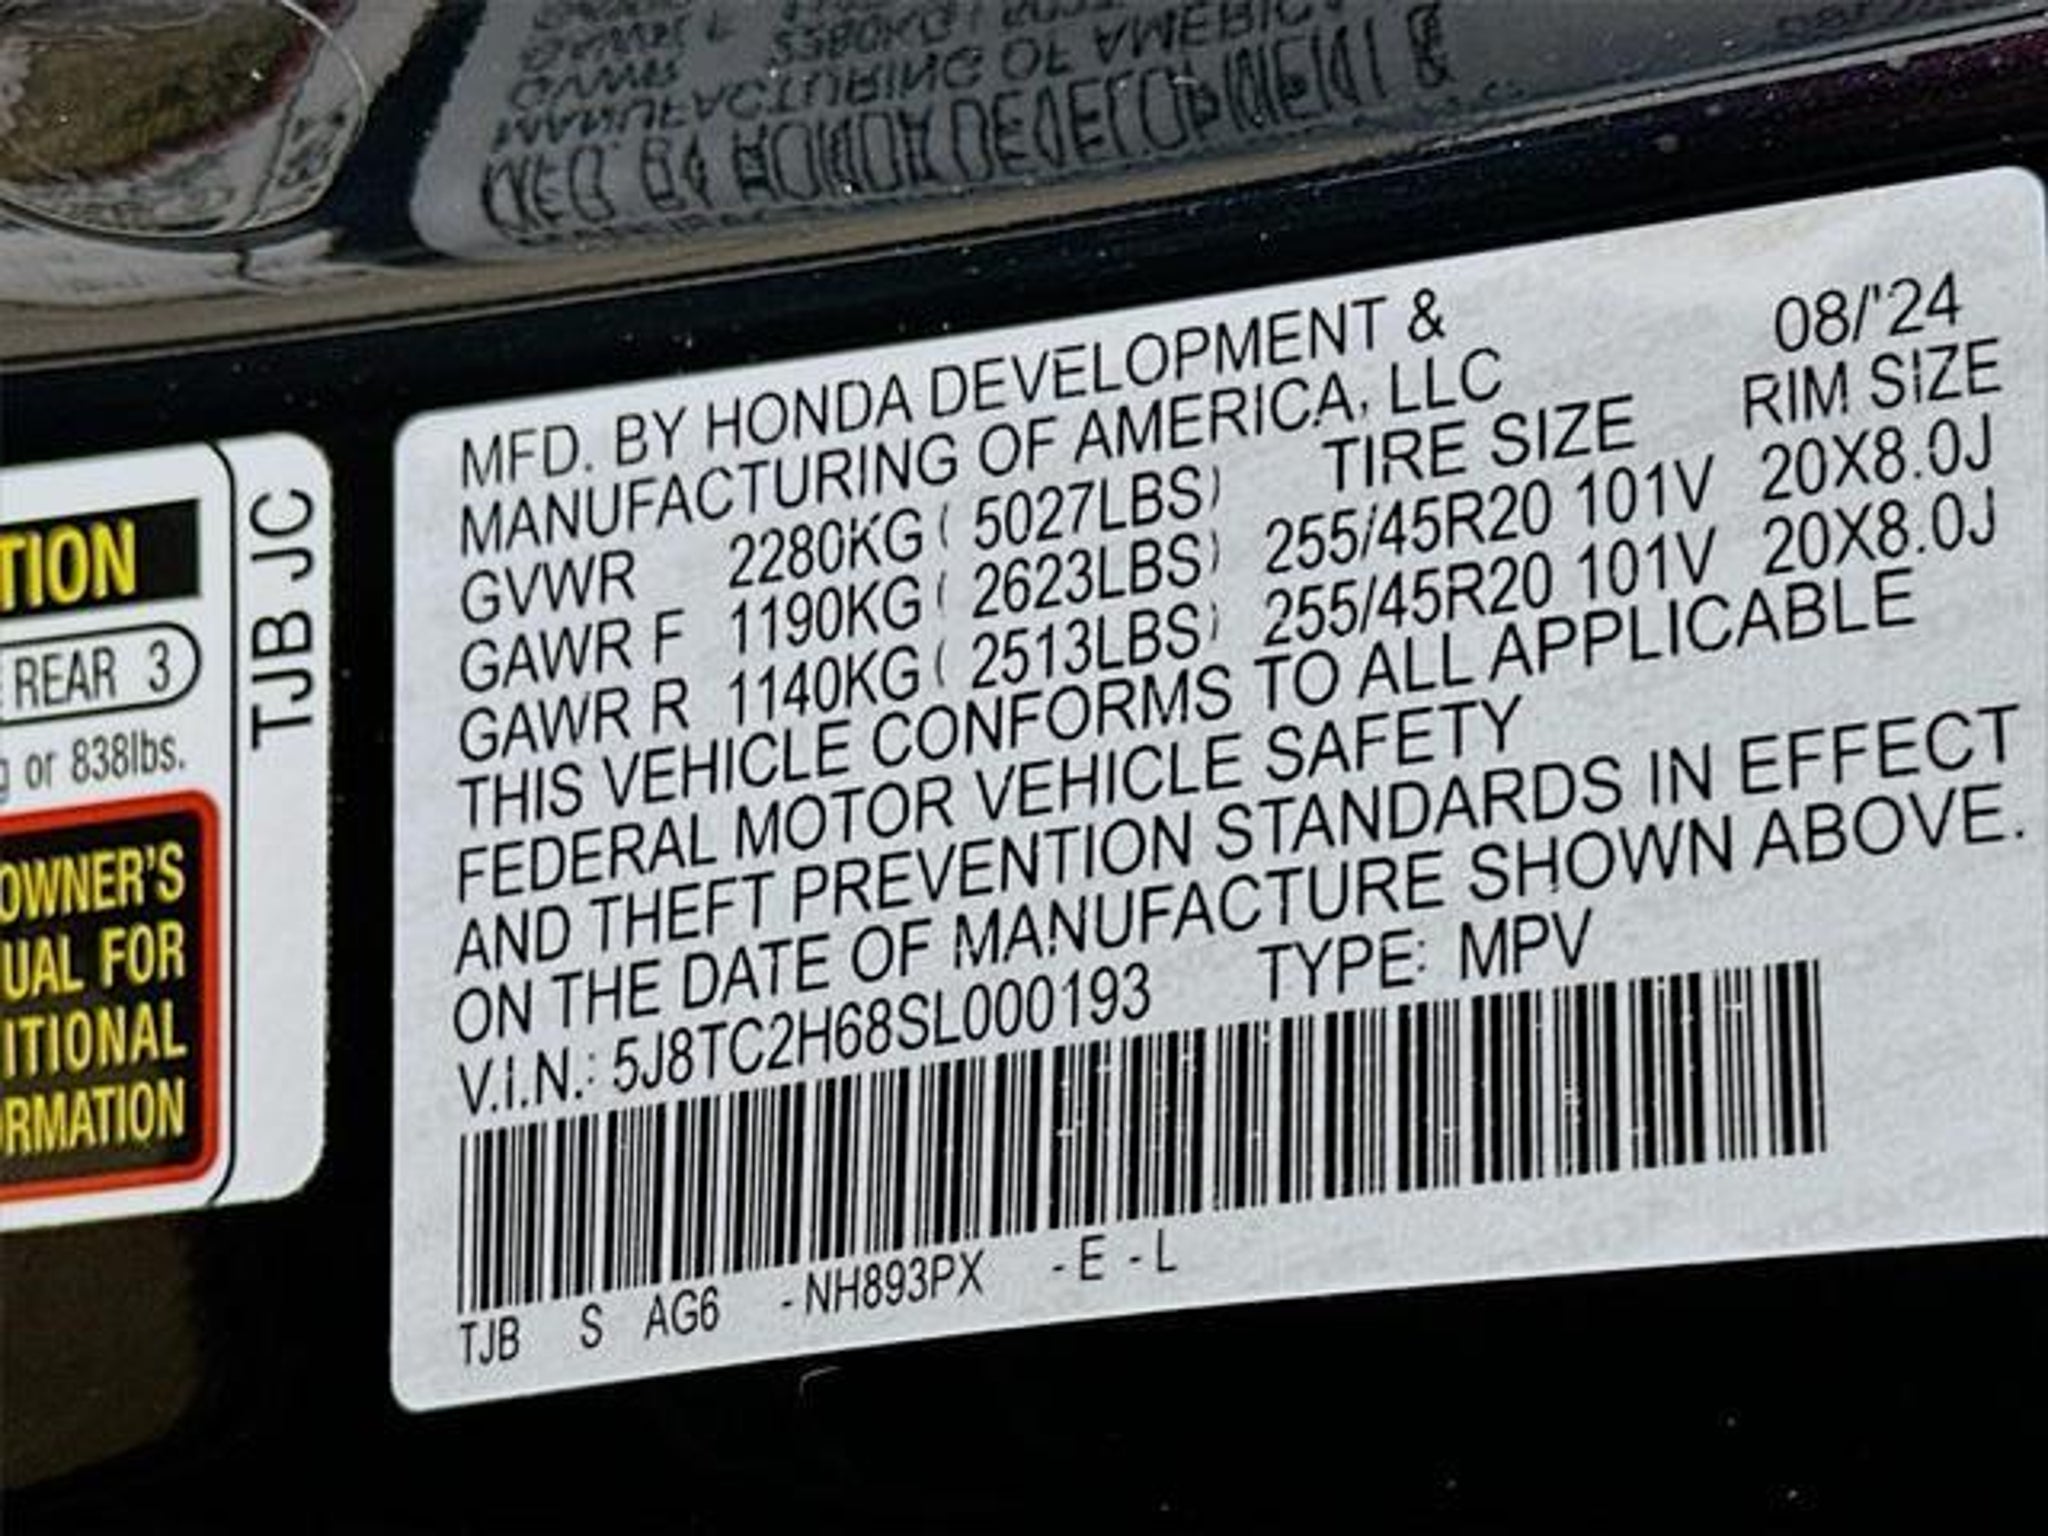 TION
REAR 3
g or 838lbs.
OWNER'S
UAL FOR
ITIONAL
ORMATION
TJB JC
08/'24
MFD. BY HONDA DEVELOPMENT &
MANUFACTURING OF AMERICA, LLC
TIRE SIZE RIM SIZE
GVWR 2280KG ( 5027LBS)
GAWR F 1190KG ( 2623LBS) 255/45R20 101V 20X8.0J
GAWR R 1140KG ( 2513LBS) 255/45R20 101V 20X8.0J
THIS VEHICLE CONFORMS TO ALL APPLICABLE
FEDERAL MOTOR VEHICLE SAFETY
AND THEFT PREVENTION STANDARDS IN EFFECT
ON THE DATE OF MANUFACTURE SHOWN ABOVE.
V.I.N.: 5J8TC2H68SL000193 TYPE: MPV
TJB S AG6 -NH893PX -E -L